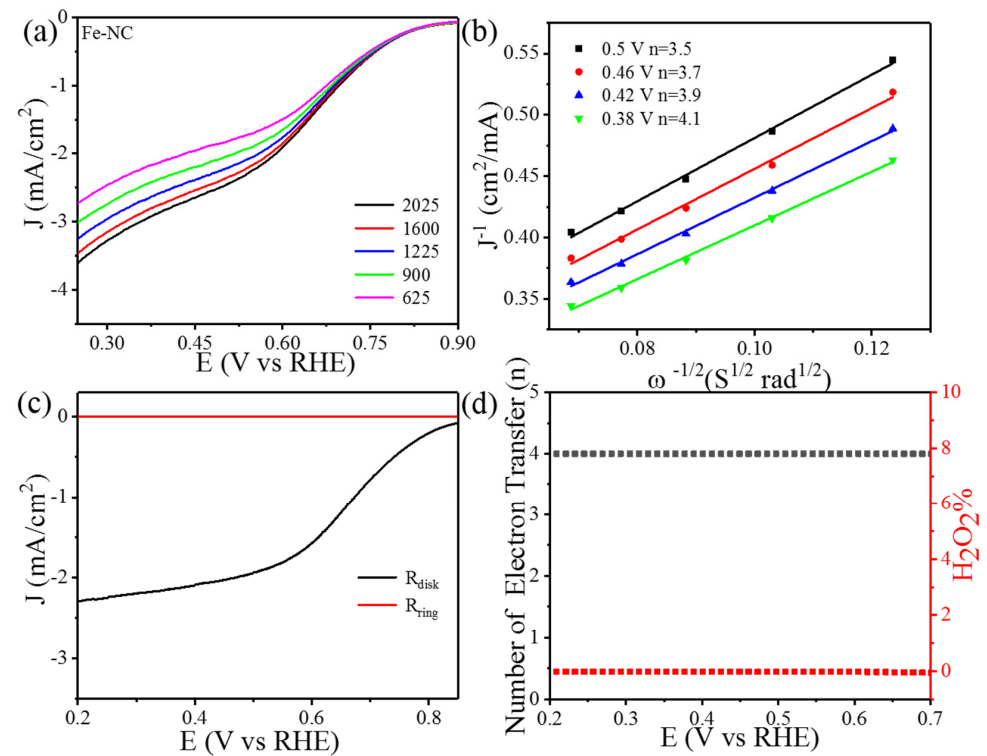 (a)
Fe-NC
0
-1
-2
-3
-4
J (mA/cm²)
0.30 0.45 0.60 0.75 0.90
E (V vs RHE)
2025
1600
1225
900
625
(b)
0.5 V n=3.5
0.46 V n=3.7
0.42 V n=3.9
0.38 V n=4.1
0.55
0.50
0.45
0.40
0.35
J⁻¹ (cm²/mA)
0.08 0.10 0.12
ω ⁻¹/²(S¹/² rad¹/²)
(c)
0
-1
-2
-3
J (mA/cm²)
R_disk
R_ring
0.2 0.4 0.6 0.8
E (V vs RHE)
(d)
5
4
3
2
1
0
Number of Electron Transfer (n)
10
8
6
4
2
0
H₂O₂%
0.2 0.3 0.4 0.5 0.6 0.7
E (V vs RHE)